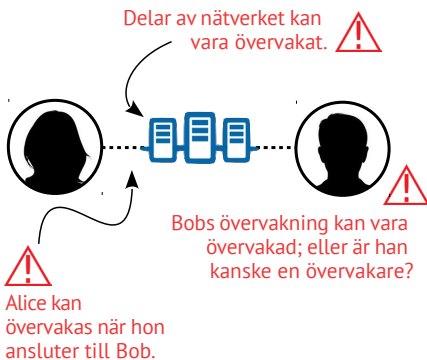 Delar av nätverket kan
vara övervakat.
Bobs övervakning kan vara
övervakad; eller är han
kanske en övervakare?
Alice kan
övervakas när hon
ansluter till Bob.